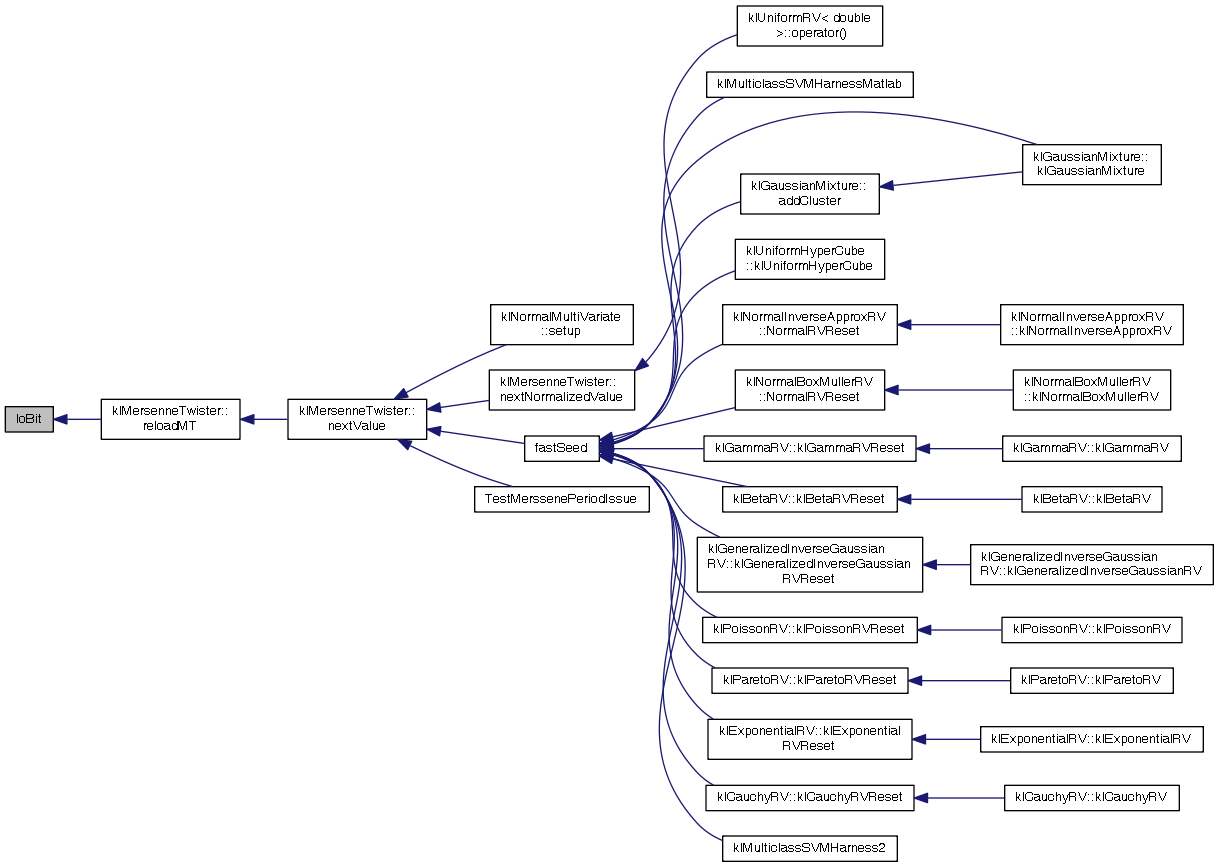 klUniformRV< double
>::operator()
klMulticlassSVMHarnessMatlab
klGaussianMixture::
klGaussianMixture
klGaussianMixture::
addCluster
klUniformHyperCube
::klUniformHyperCube
klNormalMultiVariate
::setup
klNormalInverseApproxRV
::NormalRVReset
klNormalInverseApproxRV
::klNormalInverseApproxRV
klMersenneTwister::
nextNormalizedValue
klNormalBoxMullerRV
::NormalRVReset
klNormalBoxMullerRV
::klNormalBoxMullerRV
loBit
klMersenneTwister::
reloadMT
klMersenneTwister::
nextValue
fastSeed
klGammaRV::klGammaRVReset
klGammaRV::klGammaRV
TestMerssenePeriodIssue
klBetaRV::klBetaRVReset
klBetaRV::klBetaRV
klGeneralizedInverseGaussian
RV::klGeneralizedInverseGaussian
RVReset
klGeneralizedInverseGaussian
RV::klGeneralizedInverseGaussianRV
klPoissonRV::klPoissonRVReset
klPoissonRV::klPoissonRV
klParetoRV::klParetoRVReset
klParetoRV::klParetoRV
klExponentialRV::klExponential
RVReset
klExponentialRV::klExponentialRV
klCauchyRV::klCauchyRVReset
klCauchyRV::klCauchyRV
klMulticlassSVMHarness2